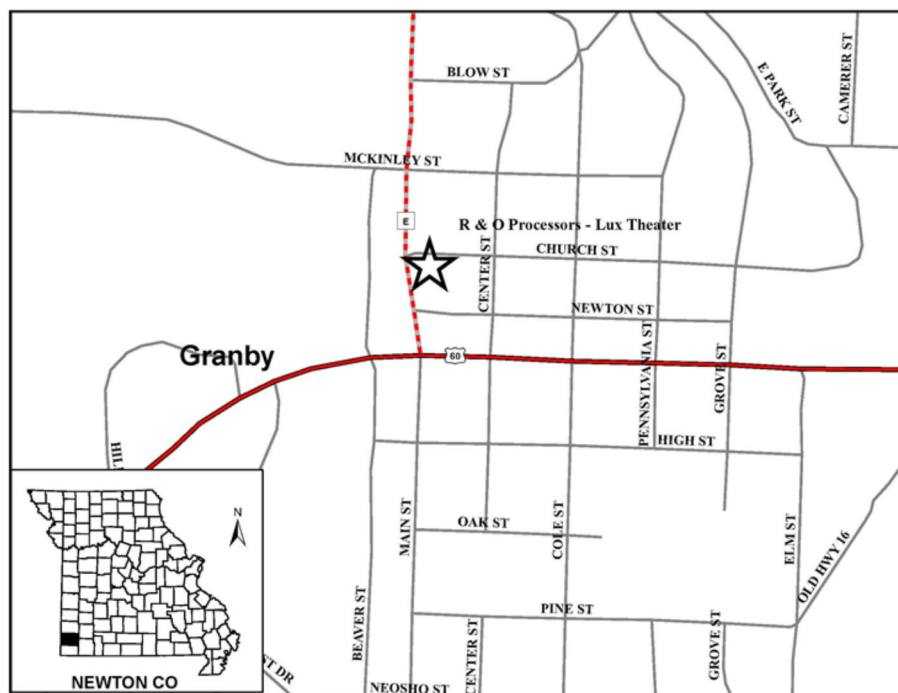 BLOW ST
E PARK ST
CAMERER ST
MCKINLEY ST
E
R & O Processors - Lux Theater
CENTER ST
CHURCH ST
NEWTON ST
Granby
60
PENNSYLVANIA ST
GROVE ST
HIGH ST
MAIN ST
OAK ST
COLE ST
ELM ST
OLD HWY 16
N
BEAVER ST
PINE ST
CENTER ST
GROVE ST
ST DR
NEOSHO ST
NEWTON CO